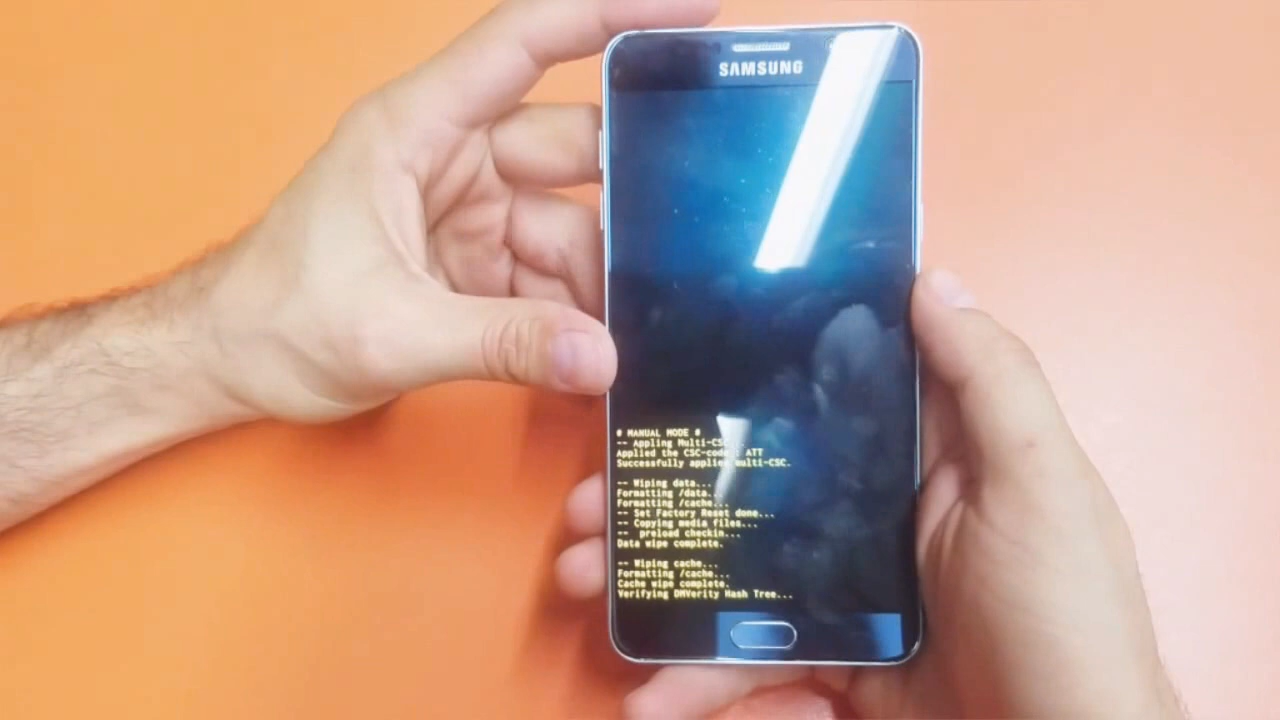 SAMSUNG
# MANUAL MODE #
-- Appling Multi-CSC...
Applied the CSC-code : ATT
Successfully applied multi-CSC.
-- Wiping data...
Formatting /data...
Formatting /cache...
-- Set Factory Reset done...
-- Copying media files...
-- preload checkin...
Data wipe complete.
-- Wiping cache...
Formatting /cache...
Cache wipe complete.
Verifying DMVerity Hash Tree...